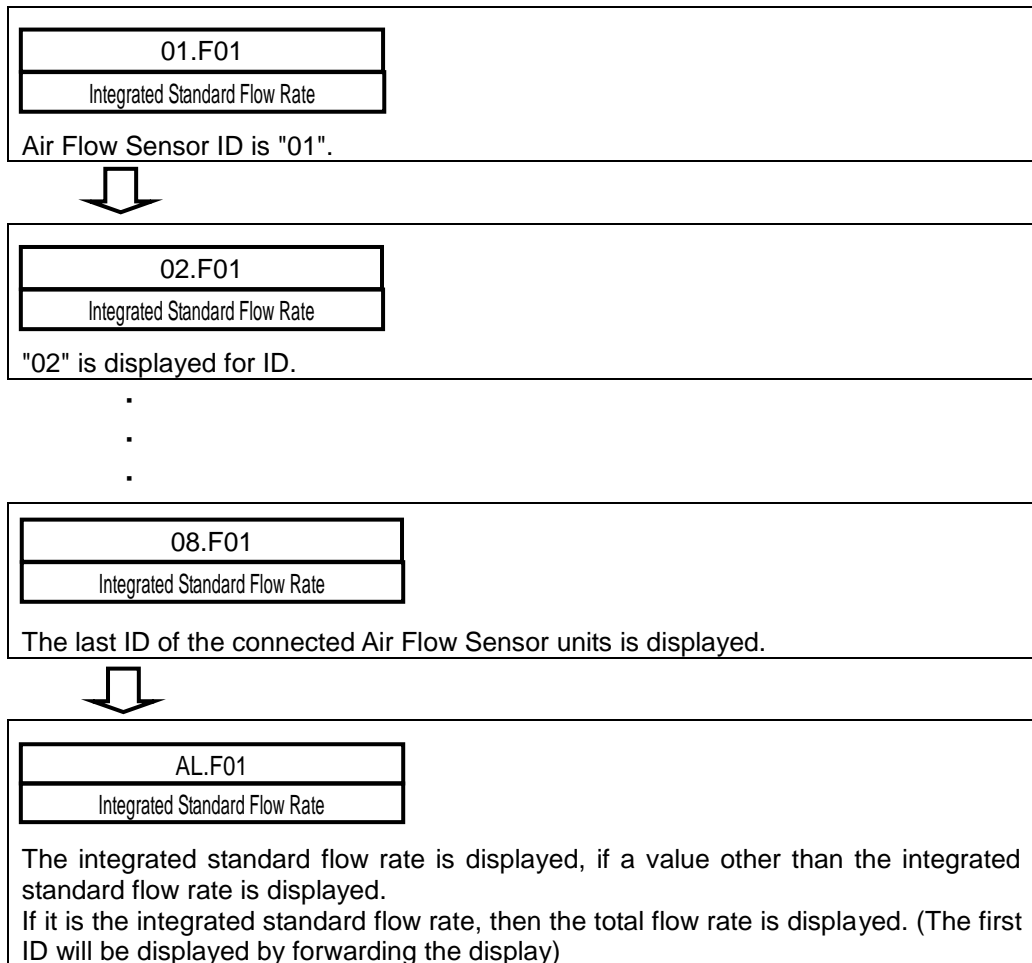 01.F01
Integrated Standard Flow Rate
Air Flow Sensor ID is "01".
02.F01
Integrated Standard Flow Rate
"02" is displayed for ID.
08.F01
Integrated Standard Flow Rate
The last ID of the connected Air Flow Sensor units is displayed.
AL.F01
Integrated Standard Flow Rate
The integrated standard flow rate is displayed, if a value other than the integrated
standard flow rate is displayed.
If it is the integrated standard flow rate, then the total flow rate is displayed. (The first
ID will be displayed by forwarding the display)